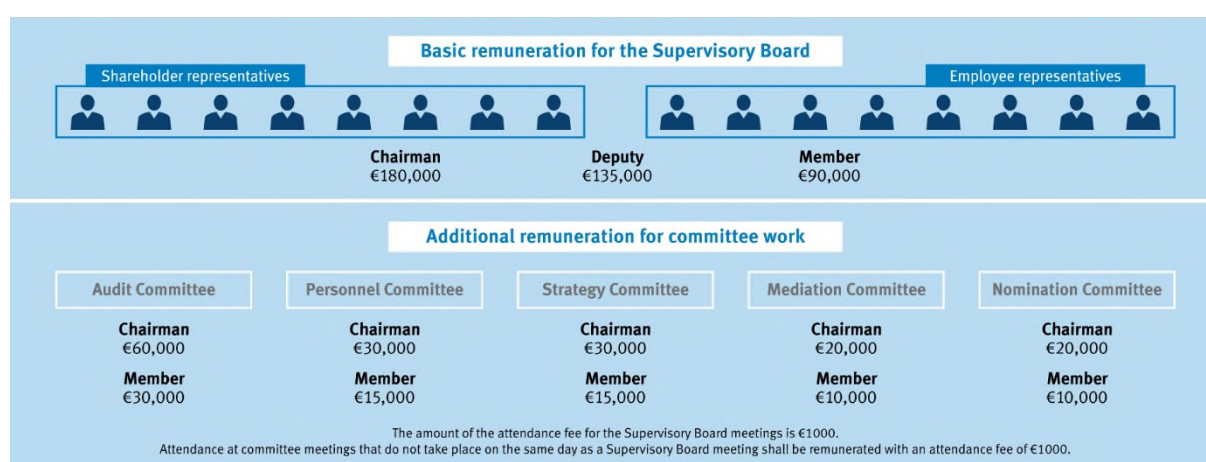 Basic remuneration for the Supervisory Board
Shareholder representatives
Employee representatives
Chairman
€180,000
Deputy
€135,000
Member
€90,000
Additional remuneration for committee work
Audit Committee
Chairman
€60,000
Member
€30,000
Personnel Committee
Chairman
€30,000
Member
€15,000
Strategy Committee
Chairman
€30,000
Member
€15,000
Mediation Committee
Chairman
€20,000
Member
€10,000
Nomination Committee
Chairman
€20,000
Member
€10,000
The amount of the attendance fee for the Supervisory Board meetings is €1000.
Attendance at committee meetings that do not take place on the same day as a Supervisory Board meeting shall be remunerated with an attendance fee of €1000.